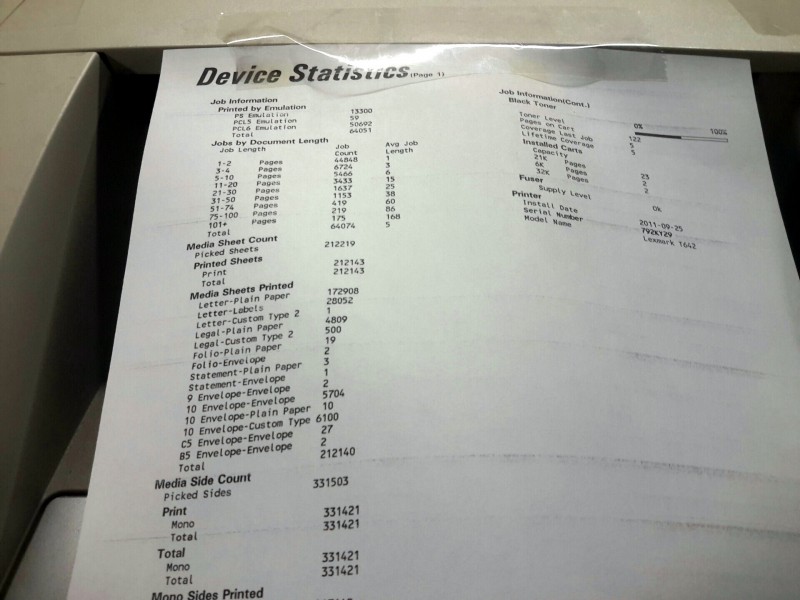 Device Statistics (Page 1)
Job Information
Printed by Emulation
PS Emulation 13300
PCL5 Emulation 59
PCL6 Emulation 50692
Total 64051
Jobs by Document Length
Job Length Job Count Avg Job Length
1-2 Pages 44848 1
3-4 Pages 6724 3
5-10 Pages 5466 6
11-20 Pages 3433 15
21-30 Pages 1637 25
31-50 Pages 1153 38
51-74 Pages 419 60
75-100 Pages 219 86
101+ Pages 175 168
Total 64074 5
Media Sheet Count
Picked Sheets 212219
Printed Sheets
Print 212143
Total 212143
Media Sheets Printed
Letter-Plain Paper 172908
Letter-Labels 28052
Letter-Custom Type 2 1
Legal-Plain Paper 4809
Legal-Custom Type 2 500
Folio-Plain Paper 19
Folio-Envelope 2
Statement-Plain Paper 3
Statement-Envelope 1
9 Envelope-Envelope 2
10 Envelope-Envelope 5704
10 Envelope-Plain Paper 10
10 Envelope-Custom Type 6100
C5 Envelope-Envelope 27
B5 Envelope-Envelope 2
Total 212140
Media Side Count
Picked Sides 331503
Print
Mono 331421
Total 331421
Total
Mono 331421
Total 331421
Mono Sides Printed
Job Information(Cont.)
Black Toner
Toner Level 0% 100%
Pages on Cart 122
Coverage Last Job 5
Lifetime Coverage 5
Installed Carts
Capacity
21K Pages 23
6K Pages 2
32K Pages 2
Fuser
Supply Level Ok
Printer
Install Date 2011-09-25
Serial Number 792KY29
Model Name Lexmark T642